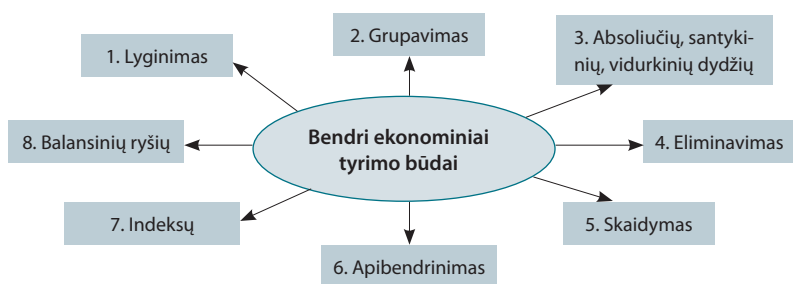 Bendri ekonominiai
tyrimo būdai
1. Lyginimas
2. Grupavimas
3. Absoliučių, santyki-
nių, vidurkinių dydžių
4. Eliminavimas
5. Skaidymas
6. Apibendrinimas
7. Indeksų
8. Balansinių ryšių